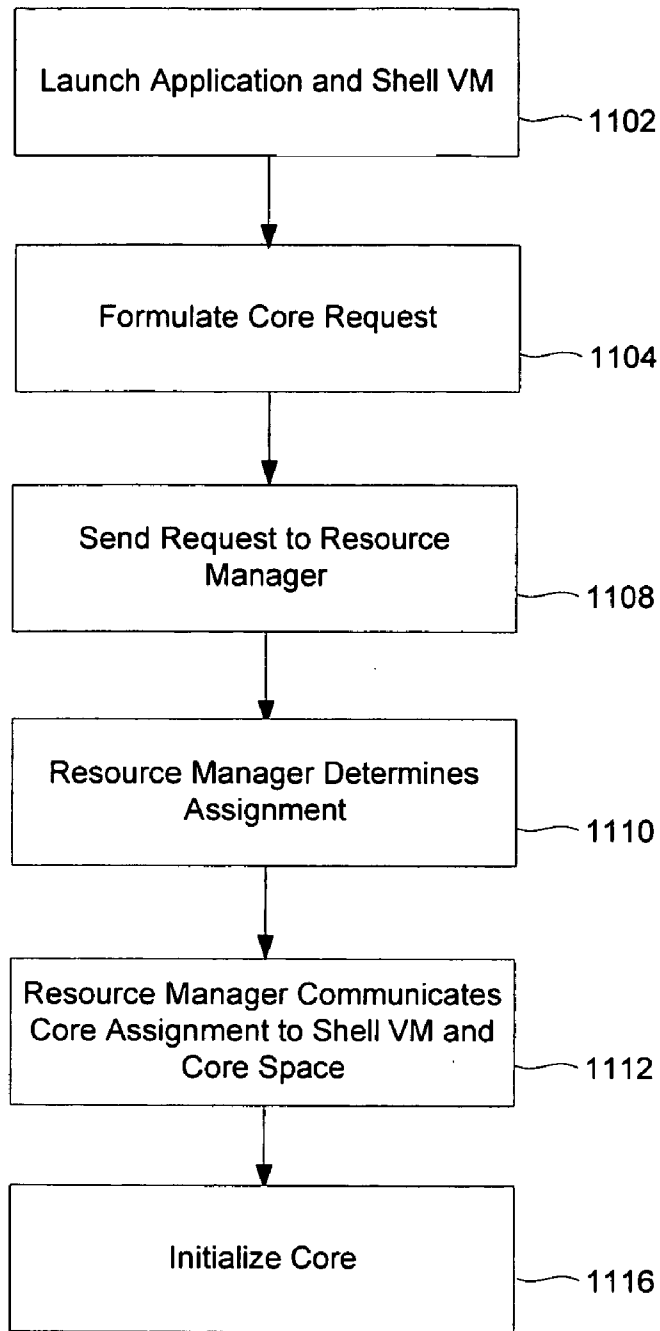 Launch Application and Shell VM
1102
Formulate Core Request
1104
Send Request to Resource
Manager
1108
Resource Manager Determines
Assignment
1110
Resource Manager Communicates
Core Assignment to Shell VM and
Core Space
1112
Initialize Core
1116